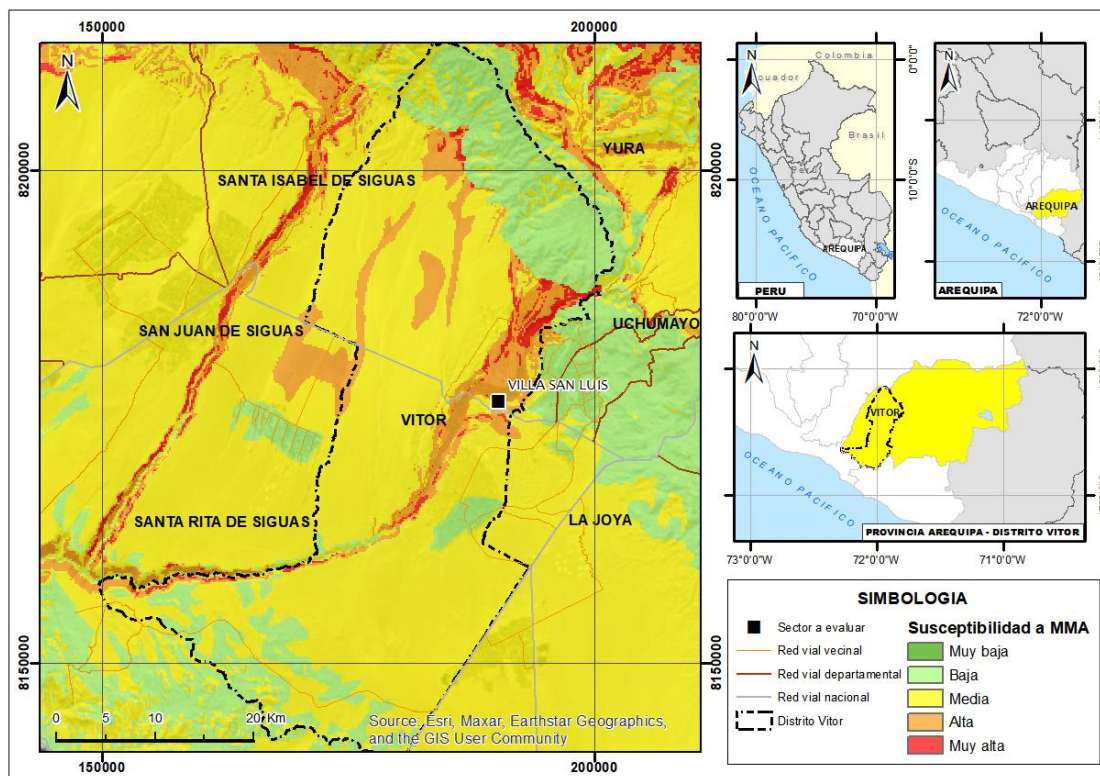 150000
200000
N
8200000
8150000
YURA
SANTA ISABEL DE SIGUAS
SAN JUAN DE SIGUAS
UCHUMAYO
VILLA SAN LUIS
VITOR
SANTA RITA DE SIGUAS
LA JOYA
0 5 10 20 Km
Source: Esri, Maxar, Earthstar Geographics,
and the GIS User Community
150000
200000
N
Colombia
Brasil
OCEANO PACIFICO
AREQUIPA
PERU
0°0'0"
10°0'0"S
80°0'0"W
70°0'0"W
N
AREQUIPA
OCEANO PACIFICO
AREQUIPA
72°0'0"W
N
VITOR
OCEANO PACIFICO
PROVINCIA AREQUIPA - DISTRITO VITOR
73°0'0"W
72°0'0"W
71°0'0"W
SIMBOLOGIA
Sector a evaluar
Red vial vecinal
Red vial departamental
Red vial nacional
Distrito Vitor
Susceptibilidad a MMA
Muy baja
Baja
Media
Alta
Muy alta